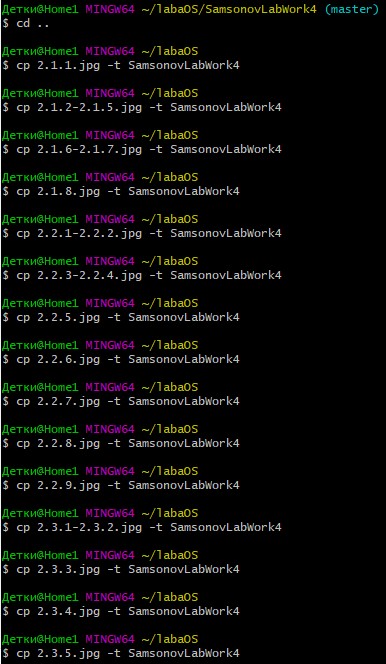 Детки@Home1 MINGW64 ~/labaOS/SamsonovLabWork4 (master)
$ cd ..
Детки@Home1 MINGW64 ~/labaOS
$ cp 2.1.1.jpg -t SamsonovLabWork4
Детки@Home1 MINGW64 ~/labaOS
$ cp 2.1.2-2.1.5.jpg -t SamsonovLabWork4
Детки@Home1 MINGW64 ~/labaOS
$ cp 2.1.6-2.1.7.jpg -t SamsonovLabWork4
Детки@Home1 MINGW64 ~/labaOS
$ cp 2.1.8.jpg -t SamsonovLabWork4
Детки@Home1 MINGW64 ~/labaOS
$ cp 2.2.1-2.2.2.jpg -t SamsonovLabWork4
Детки@Home1 MINGW64 ~/labaOS
$ cp 2.2.3-2.2.4.jpg -t SamsonovLabWork4
Детки@Home1 MINGW64 ~/labaOS
$ cp 2.2.5.jpg -t SamsonovLabWork4
Детки@Home1 MINGW64 ~/labaOS
$ cp 2.2.6.jpg -t SamsonovLabWork4
Детки@Home1 MINGW64 ~/labaOS
$ cp 2.2.7.jpg -t SamsonovLabWork4
Детки@Home1 MINGW64 ~/labaOS
$ cp 2.2.8.jpg -t SamsonovLabWork4
Детки@Home1 MINGW64 ~/labaOS
$ cp 2.2.9.jpg -t SamsonovLabWork4
Детки@Home1 MINGW64 ~/labaOS
$ cp 2.3.1-2.3.2.jpg -t SamsonovLabWork4
Детки@Home1 MINGW64 ~/labaOS
$ cp 2.3.3.jpg -t SamsonovLabWork4
Детки@Home1 MINGW64 ~/labaOS
$ cp 2.3.4.jpg -t SamsonovLabWork4
Детки@Home1 MINGW64 ~/labaOS
$ cp 2.3.5.jpg -t SamsonovLabWork4